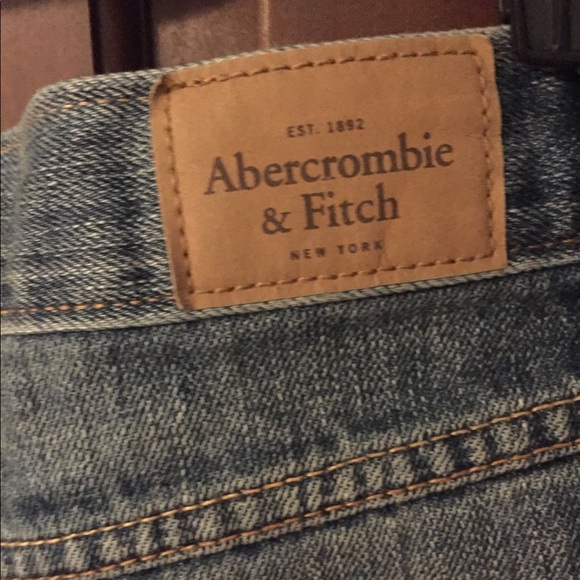 EST. 1892
Abercrombie
& Fitch
NEW YORK